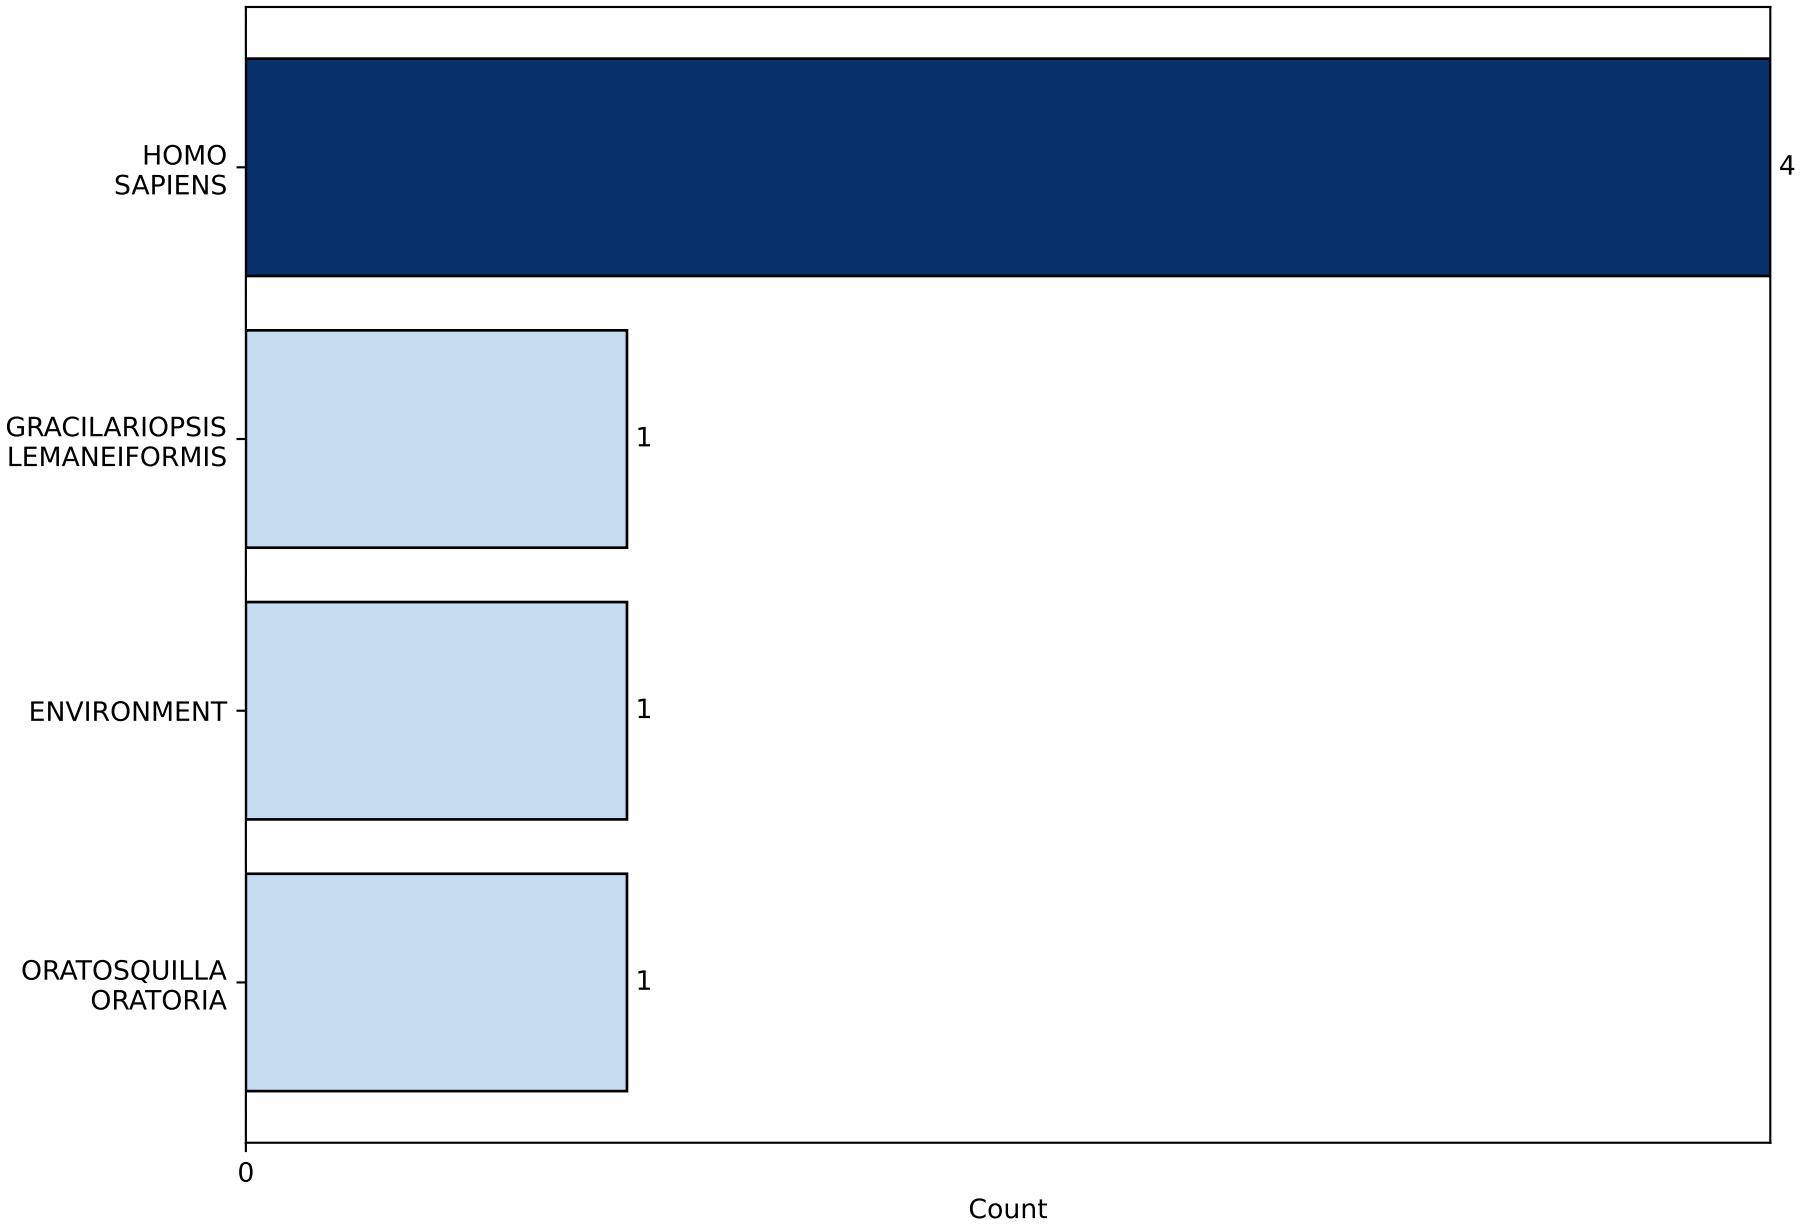 HOMO
SAPIENS
4
GRACILARIOPSIS
LEMANEIFORMIS
1
ENVIRONMENT
1
ORATOSQUILLA
ORATORIA
1
0
Count